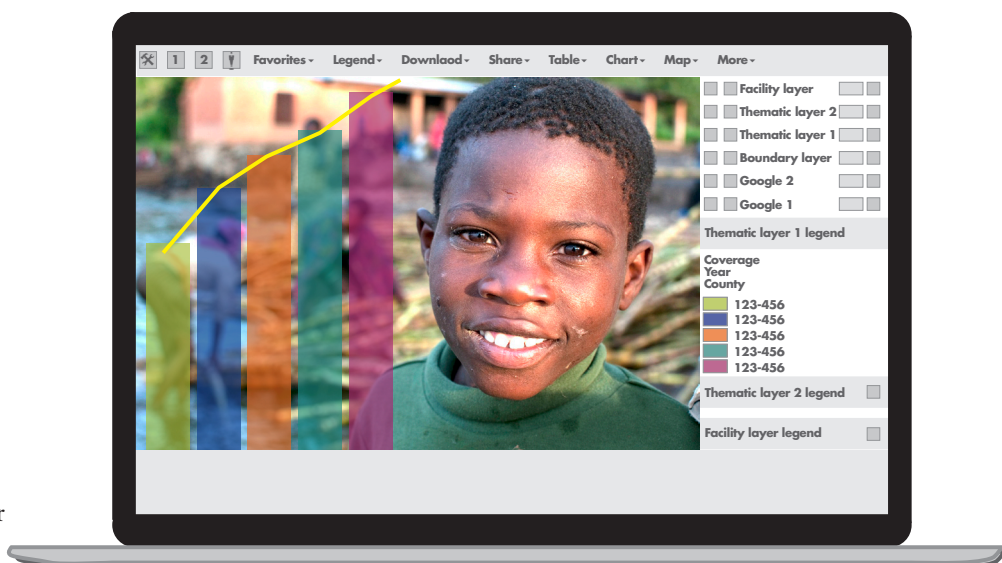 1 2 Favorites Legend Downlaod Share Table Chart Map More
Facility layer
Thematic layer 2
Thematic layer 1
Boundary layer
Google 2
Google 1
Thematic layer 1 legend
Coverage
Year
County
123-456
123-456
123-456
123-456
123-456
Thematic layer 2 legend
Facility layer legend
r